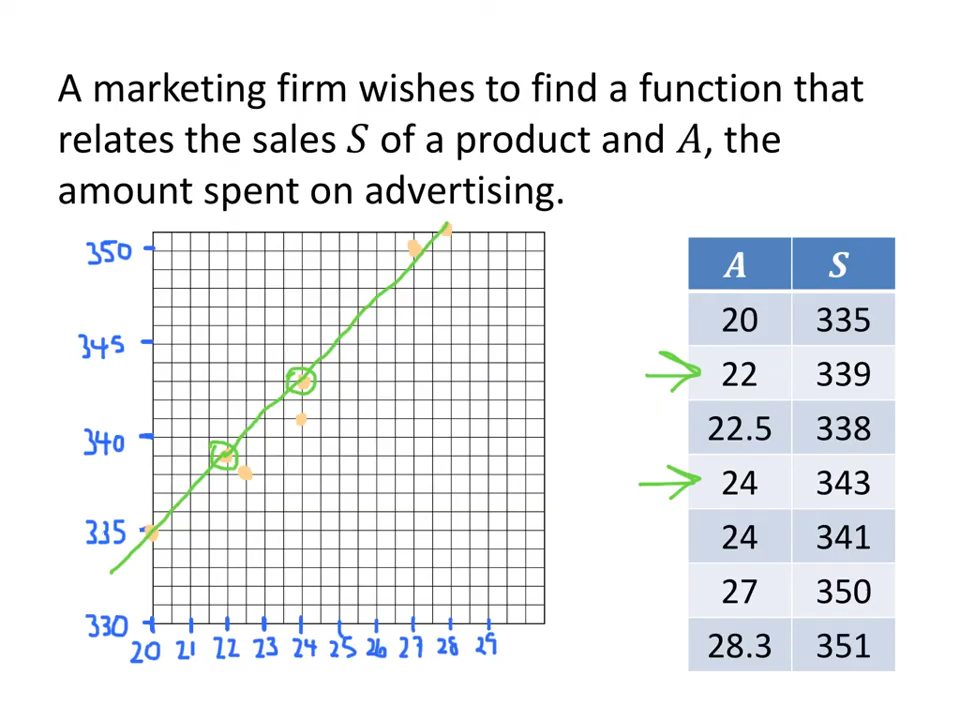 A marketing firm wishes to find a function that
relates the sales S of a product and A, the
amount spent on advertising.
350
345
340
335
330
20 21 22 23 24 25 26 27 28 29
A S
20 335
22 339
22.5 338
24 343
24 341
27 350
28.3 351